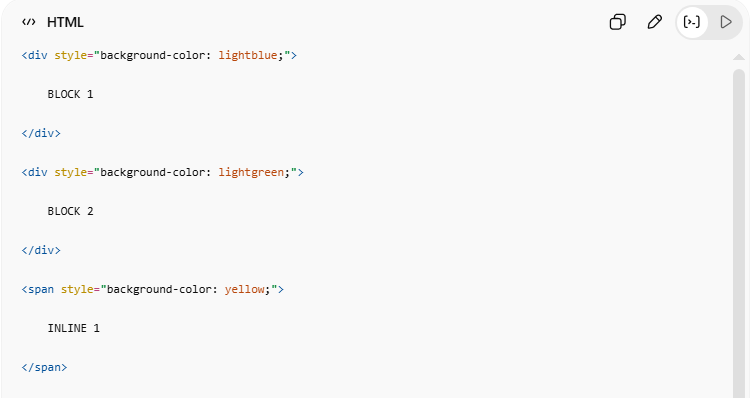 HTML
<div style="background-color: lightblue;">
BLOCK 1
</div>
<div style="background-color: lightgreen;">
BLOCK 2
</div>
<span style="background-color: yellow;">
INLINE 1
</span>